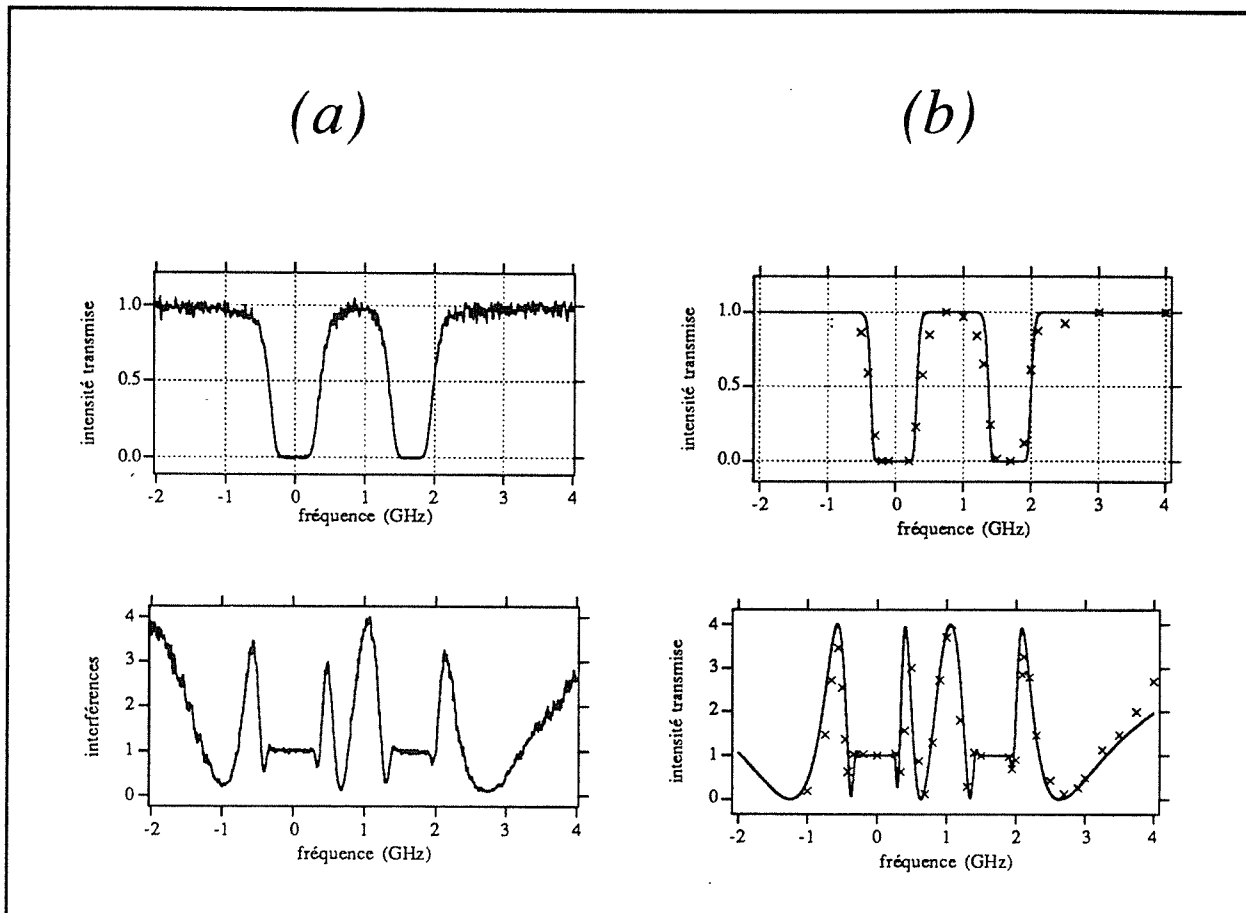 (a)
(b)
intensité transmise
1.0
0.5
0.0
-2 -1 0 1 2 3 4
fréquence (GHz)
intensité transmise
1.0
0.5
0.0
-2 -1 0 1 2 3 4
fréquence (GHz)
interférences
4
3
2
1
0
-2 -1 0 1 2 3 4
fréquence (GHz)
intensité transmise
4
3
2
1
0
-2 -1 0 1 2 3 4
fréquence (GHz)